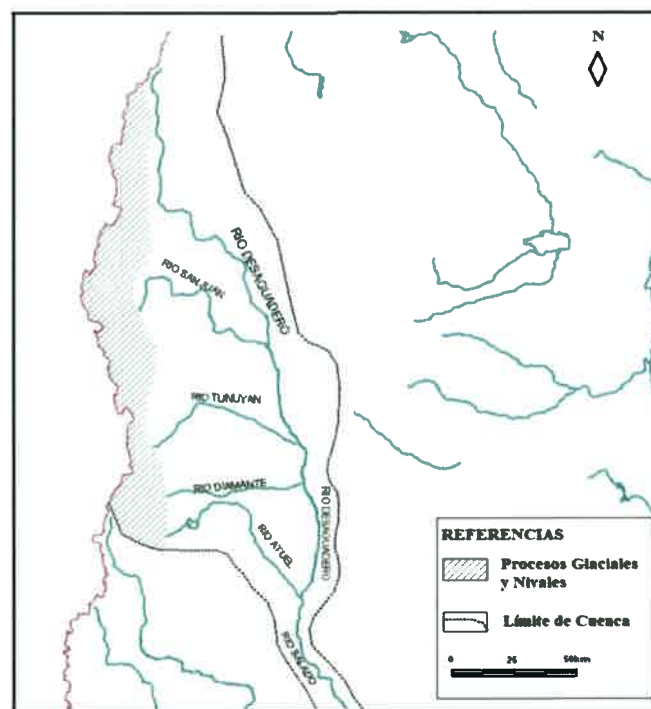 N
RIO DESAGUADERO
RIO SAN JUAN
RIO TUNUYAN
RIO DIAMANTE
RIO DESAGUADERO
RIO ATUEL
RIO SALADO
REFERENCIAS
Procesos Glaciales
y Nivales
Límite de Cuenca
0 25 50km